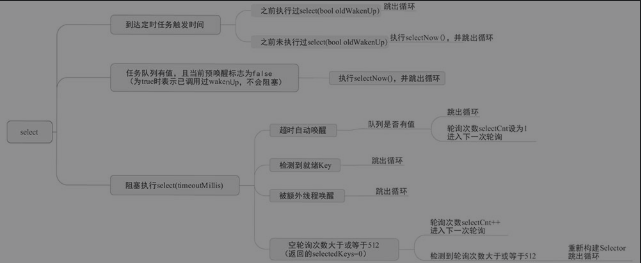 select
到达定时任务触发时间
之前执行过select(bool oldWakenUp)
跳出循环
之前未执行过select(bool oldWakenUp)
执行selectNow()，并跳出循环
任务队列有值，且当前预唤醒标志为false
（为true时表示已调用过wakenUp，不会阻塞）
执行selectNow()，并跳出循环
阻塞执行select(timeoutMillis)
超时自动唤醒
队列是否有值
跳出循环
轮询次数selectCnt设为1
进入下一次轮询
检测到就绪Key
跳出循环
被额外线程唤醒
跳出循环
空轮询次数大于或等于512
（返回的selectedKeys=0）
轮询次数selectCnt++
进入下一次轮询
检测到轮询次数大于或等于512
重新构建Selector
跳出循环